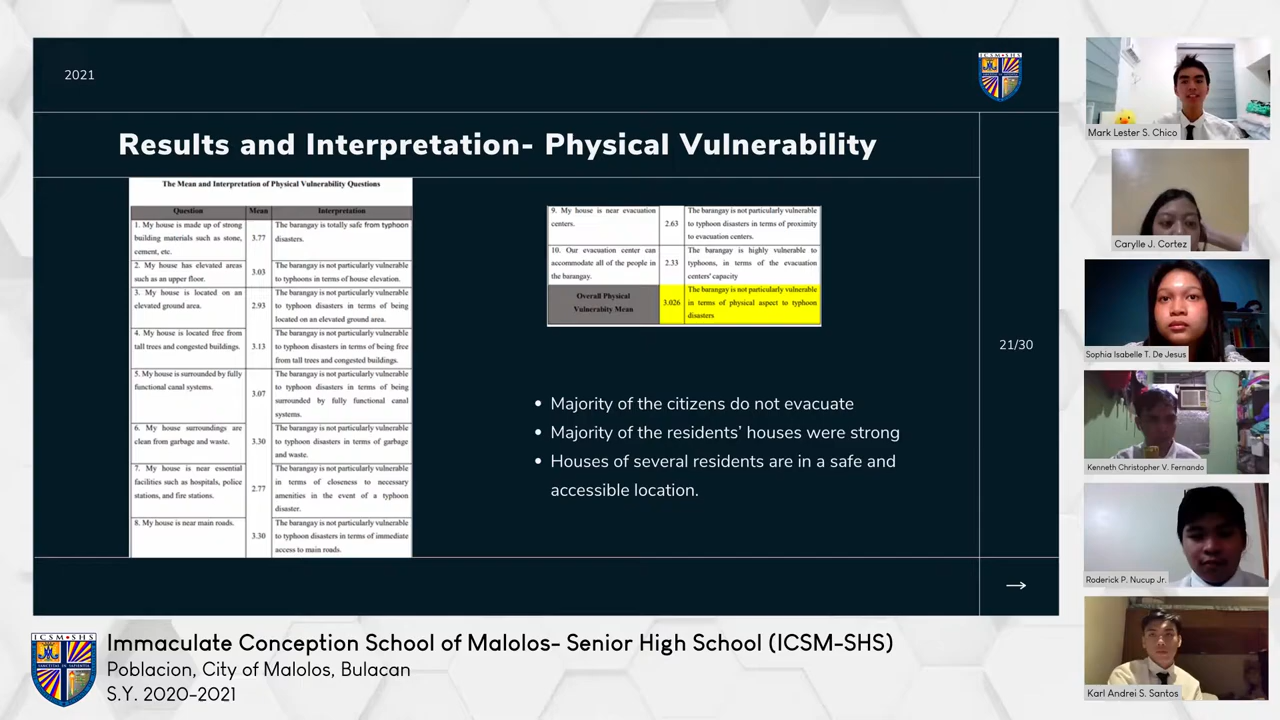 2021
ICSM-SHS
Results and Interpretation- Physical Vulnerability
The Mean and Interpretation of Physical Vulnerability Questions
Question Mean Interpretation
1. My house is made up of strong
building materials such as stone,
cement, etc.
3.77
The barangay is totally safe from typhoon
disasters.
2. My house has elevated areas
such as an upper floor.
3.03
The barangay is not particularly vulnerable
to typhoons in terms of house elevation.
3. My house is located on an
elevated ground area.
2.93
The barangay is not particularly vulnerable
to typhoon disasters in terms of being
located on an elevated ground area.
4. My house is located free from
tall trees and congested buildings.
3.13
The barangay is not particularly vulnerable
to typhoon disasters in terms of being free
from tall trees and congested buildings.
5. My house is surrounded by fully
functional canal systems.
3.07
The barangay is not particularly vulnerable
to typhoon disasters in terms of being
surrounded by fully functional canal
systems.
6. My house surroundings are
clean from garbage and waste.
3.30
The barangay is not particularly vulnerable
to typhoon disasters in terms of garbage
and waste.
7. My house is near essential
facilities such as hospitals, police
stations, and fire stations.
2.77
The barangay is not particularly vulnerable
in terms of closeness to necessary
amenities in the event of a typhoon
disaster.
8. My house is near main roads.
3.30
The barangay is not particularly vulnerable
to typhoon disasters in terms of immediate
access to main roads.
9. My house is near evacuation
centers.
2.63
The barangay is not particularly vulnerable
to typhoon disasters in terms of proximity
to evacuation centers.
10. Our evacuation center can
accommodate all of the people in
the barangay.
2.33
The barangay is highly vulnerable to
typhoons, in terms of the evacuation
centers' capacity
Overall Physical
Vulnerabity Mean
3.026
The barangay is not particularly vulnerable
in terms of physical aspect to typhoon
disasters
• Majority of the citizens do not evacuate
• Majority of the residents' houses were strong
• Houses of several residents are in a safe and
accessible location.
21/30
→
Mark Lester S. Chico
Carylle J. Cortez
Sophia Isabelle T. De Jesus
Kenneth Christopher V. Fernando
Roderick P. Nucup Jr.
Karl Andrei S. Santos
ICSM-SHS
Immaculate Conception School of Malolos- Senior High School (ICSM-SHS)
Poblacion, City of Malolos, Bulacan
S.Y. 2020-2021